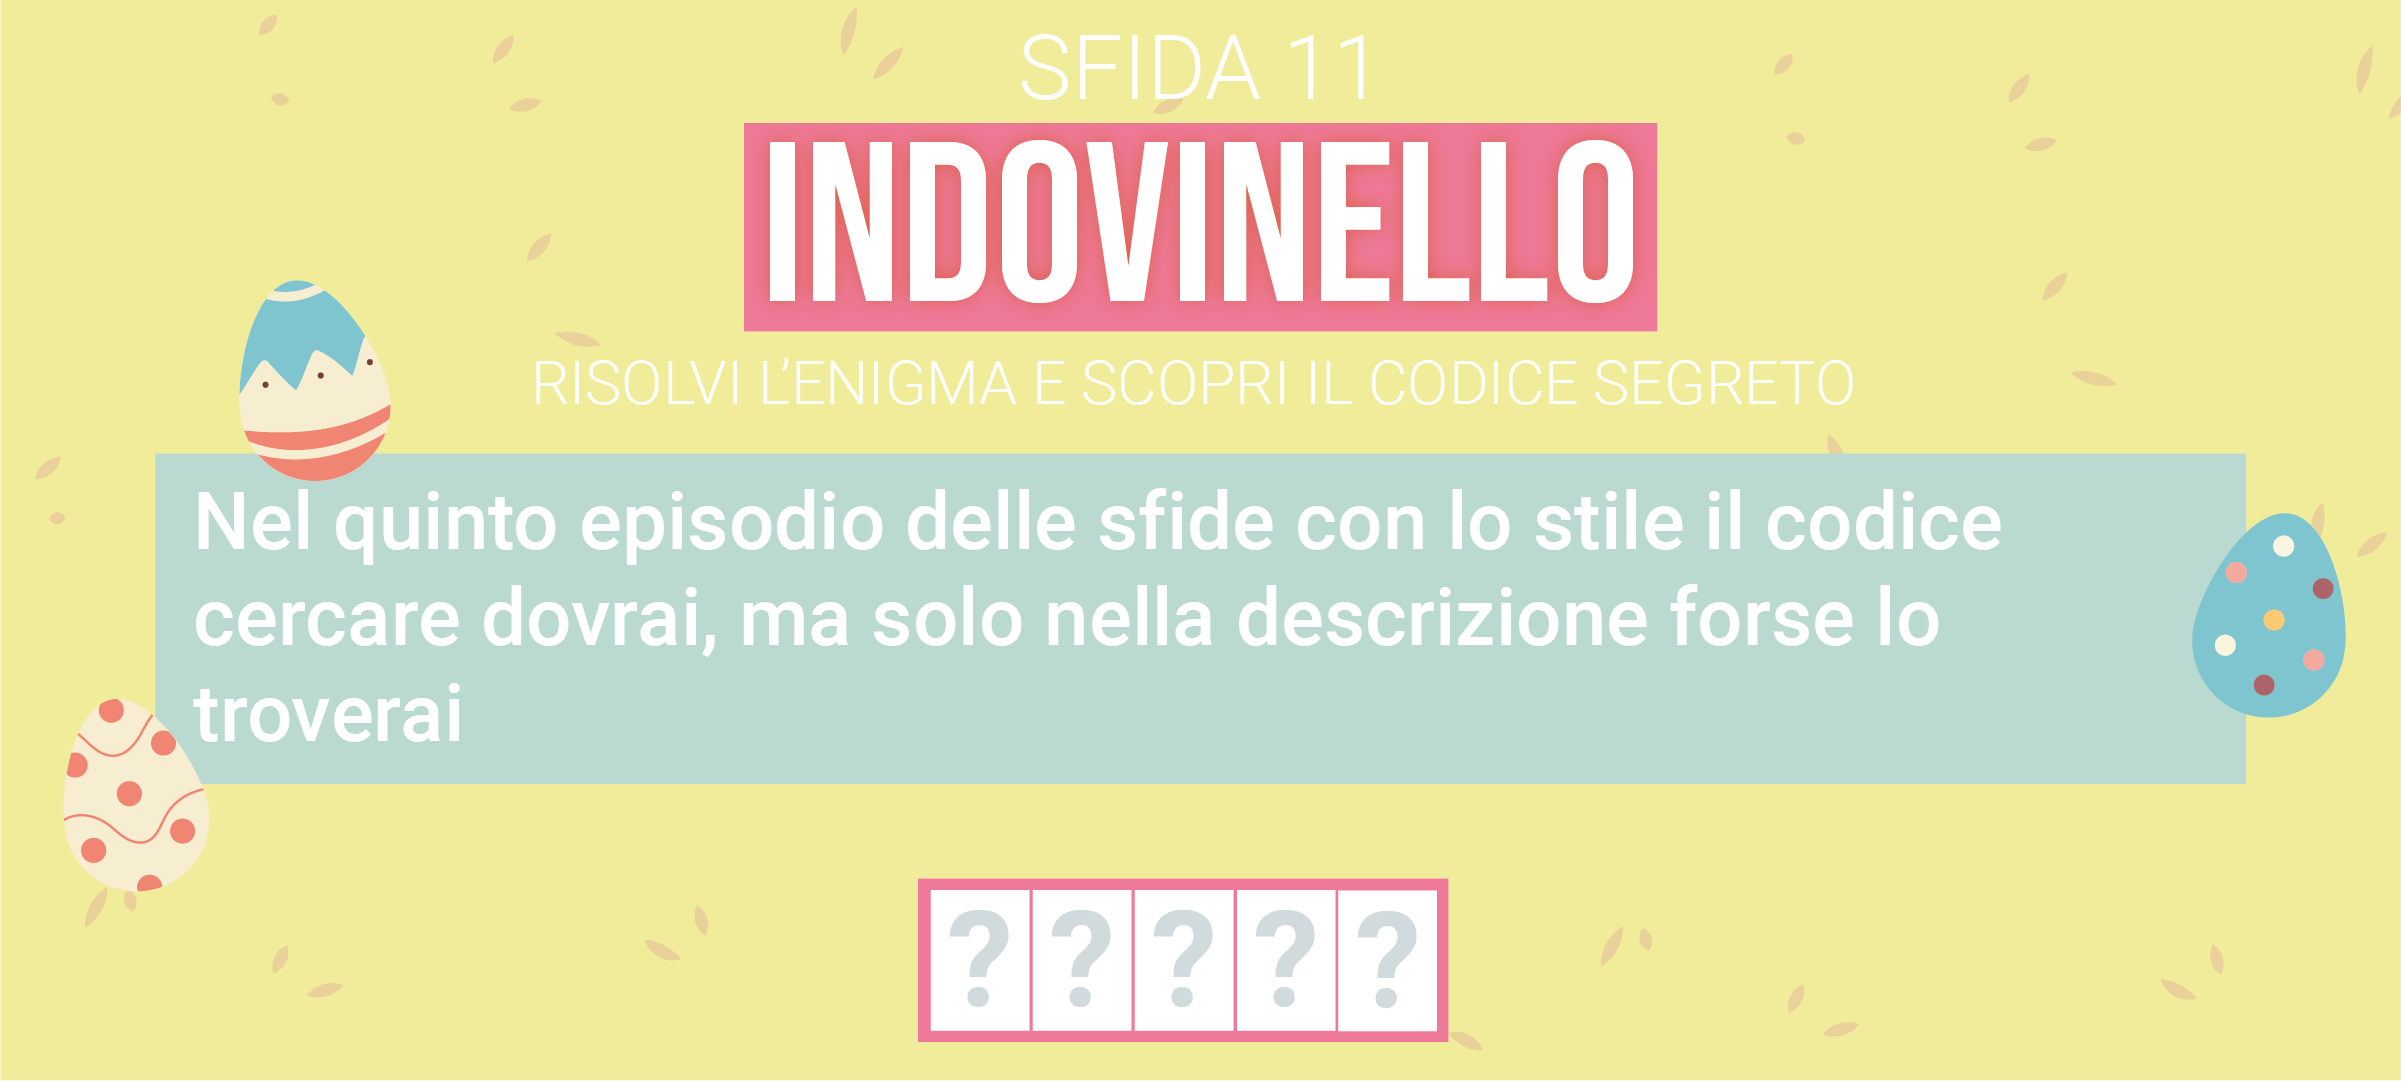 SFIDA 11
INDOVINELLO
RISOLVI L'ENIGMA E SCOPRI IL CODICE SEGRETO
Nel quinto episodio delle sfide con lo stile il codice
cercare dovrai, ma solo nella descrizione forse lo
troverai
? ? ? ? ?